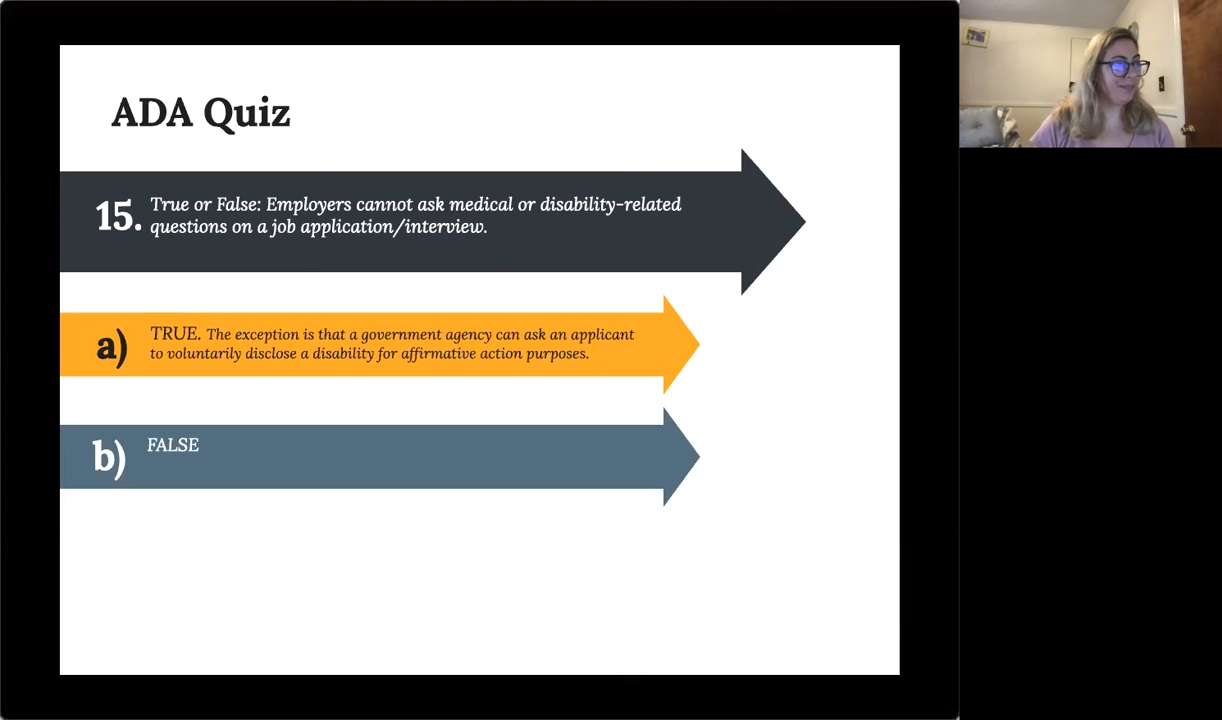 ADA Quiz
15. True or False: Employers cannot ask medical or disability-related
questions on a job application/interview.
a) TRUE. The exception is that a government agency can ask an applicant
to voluntarily disclose a disability for affirmative action purposes.
b) FALSE